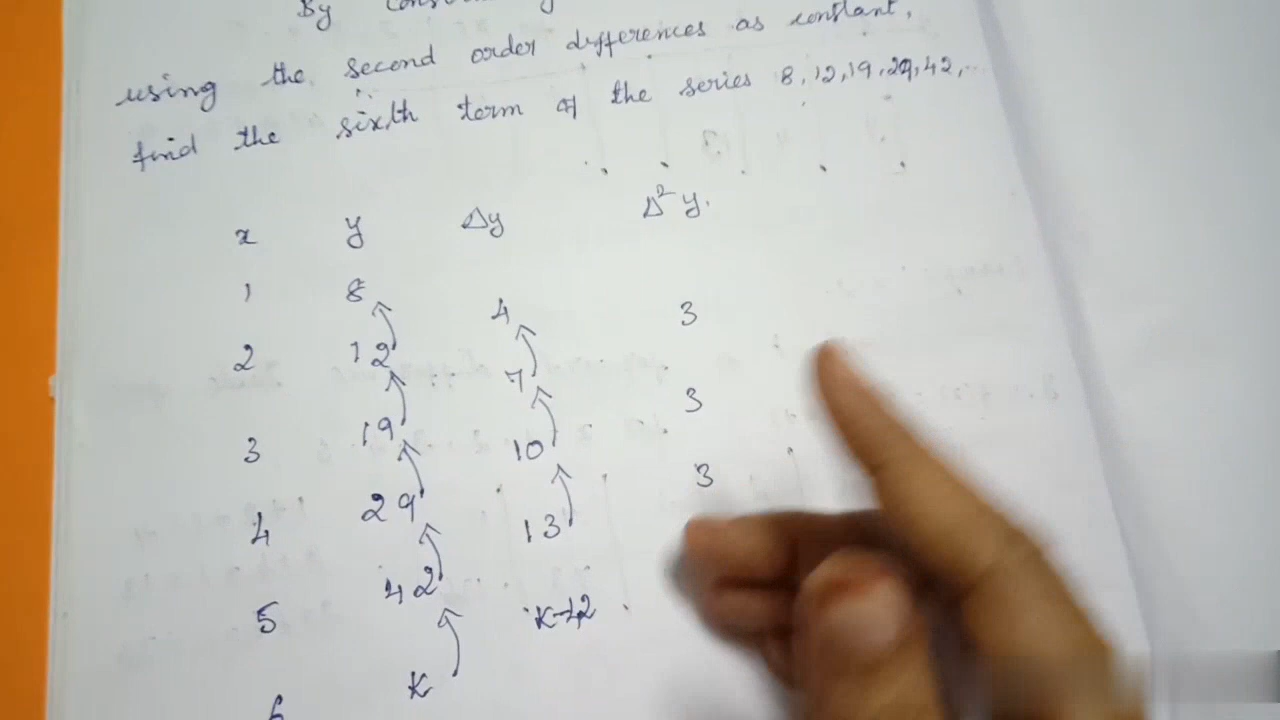 By
using the second order differences as constant,
find the sixth term of the series 8, 12, 19, 29, 42, ...
x y Δy Δ²y.
1 8
4 3
2 12
7
3 19 3
10
4 29 3
13
5 42
K-42
6 K